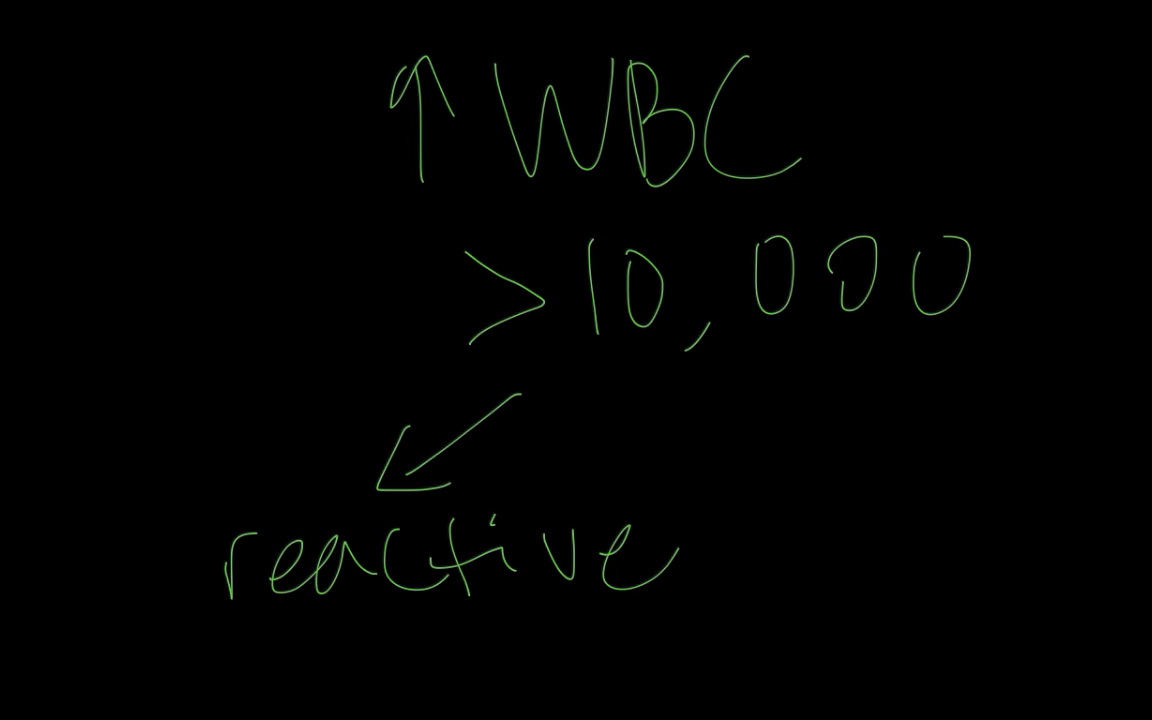 ↑ WBC
> 10,000
reactive